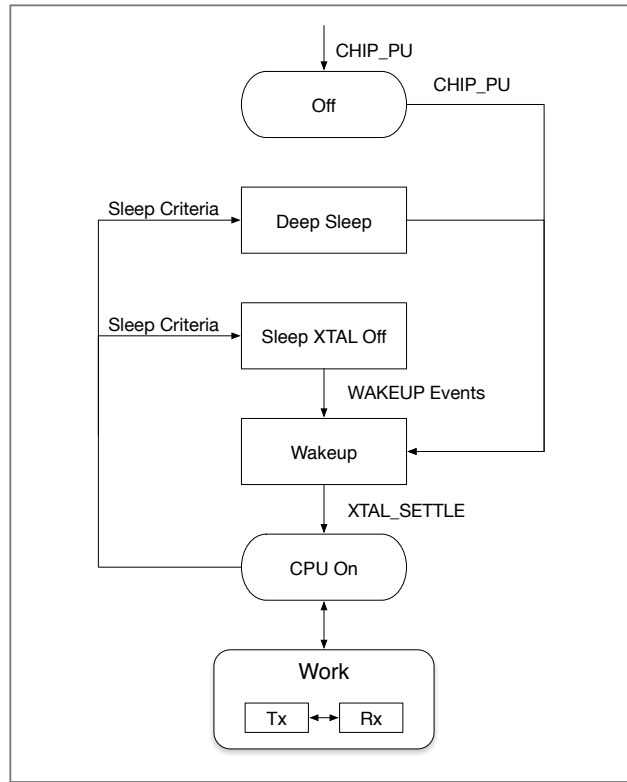 CHIP_PU
CHIP_PU
Off
Sleep Criteria
Deep Sleep
Sleep Criteria
Sleep XTAL Off
WAKEUP Events
Wakeup
XTAL_SETTLE
CPU On
Work
Tx
Rx